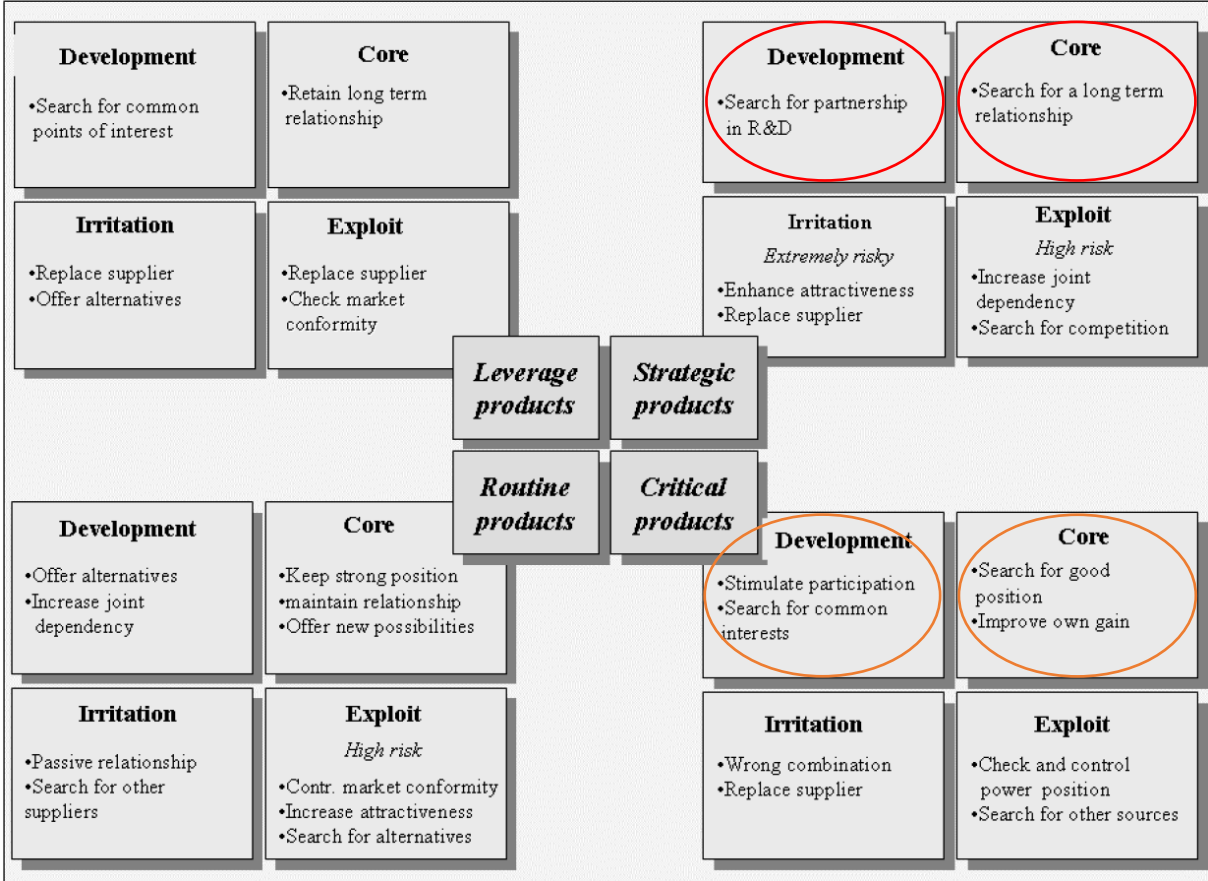 Development
•Search for common
points of interest
Core
•Retain long term
relationship
Irritation
•Replace supplier
•Offer alternatives
Exploit
•Replace supplier
•Check market
conformity
Development
•Search for partnership
in R&D
Core
•Search for a long term
relationship
Irritation
Extremely risky
•Enhance attractiveness
•Replace supplier
Exploit
High risk
•Increase joint
dependency
•Search for competition
Leverage
products
Strategic
products
Routine
products
Critical
products
Development
•Offer alternatives
•Increase joint
dependency
Core
•Keep strong position
•maintain relationship
•Offer new possibilities
Irritation
•Passive relationship
•Search for other
suppliers
Exploit
High risk
•Contr. market conformity
•Increase attractiveness
•Search for alternatives
Development
•Stimulate participation
•Search for common
interests
Core
•Search for good
position
•Improve own gain
Irritation
•Wrong combination
•Replace supplier
Exploit
•Check and control
power position
•Search for other sources